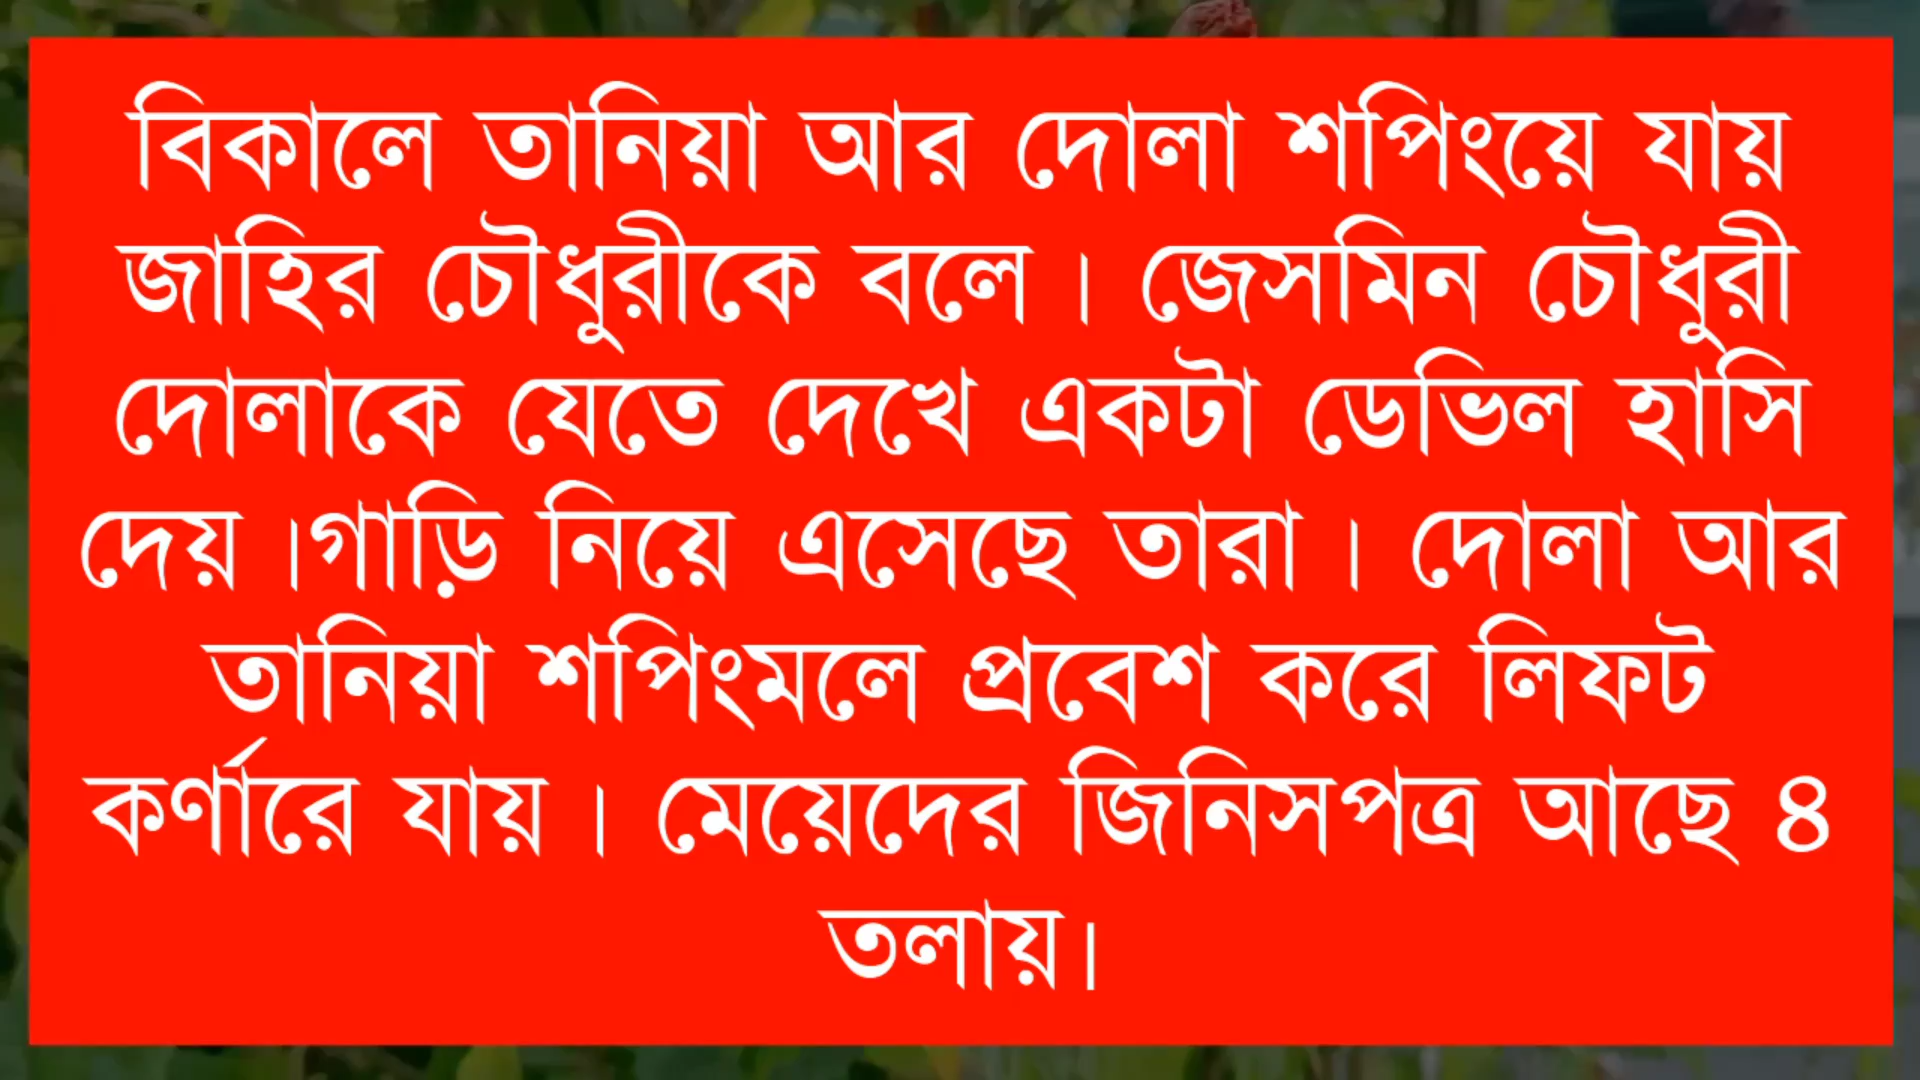 বিকালে তানিয়া আর দোলা শপিংয়ে যায়
জাহির চৌধুরীকে বলে । জেসমিন চৌধুরী
দোলাকে যেতে দেখে একটা ডেভিল হাসি
দেয় ।গাড়ি নিয়ে এসেছে তারা । দোলা আর
তানিয়া শপিংমলে প্রবেশ করে লিফট
কর্ণারে যায় । মেয়েদের জিনিসপত্র আছে ৪
তলায়।